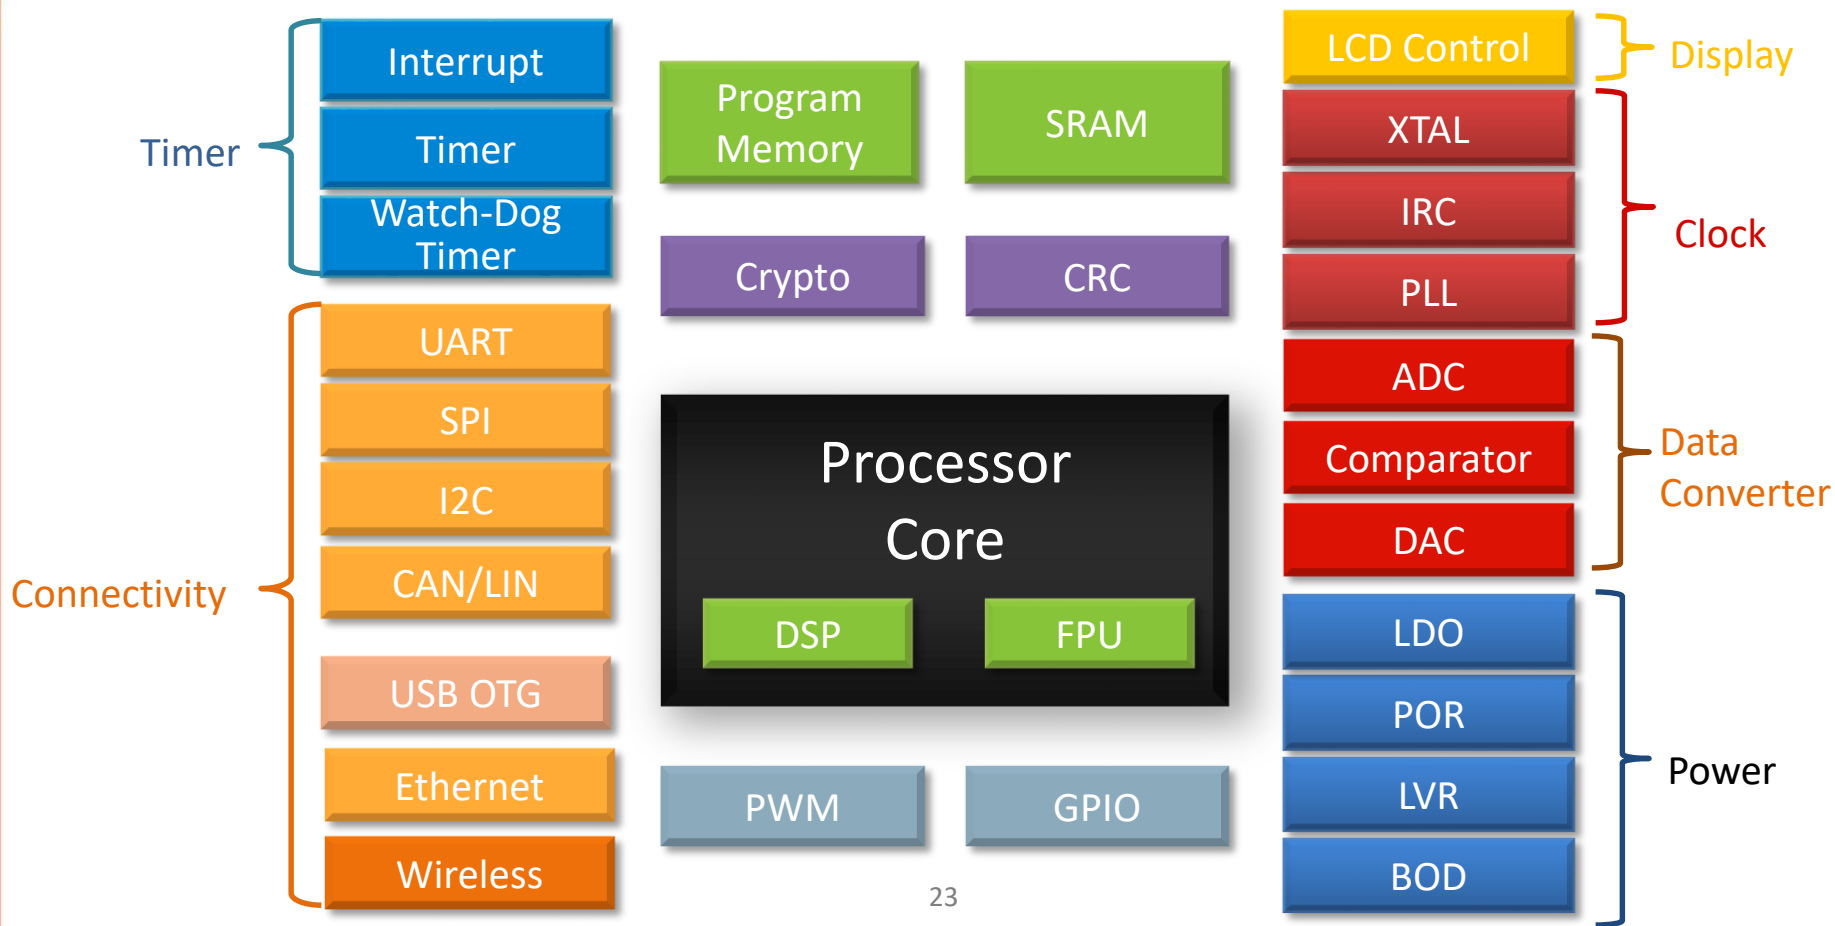 Timer
Interrupt
Timer
Watch-Dog
Timer
Connectivity
UART
SPI
I2C
CAN/LIN
USB OTG
Ethernet
Wireless
Program
Memory
SRAM
Crypto
CRC
Processor
Core
DSP
FPU
PWM
GPIO
LCD Control
Display
XTAL
IRC
PLL
Clock
ADC
Comparator
DAC
Data
Converter
LDO
POR
LVR
BOD
Power
23